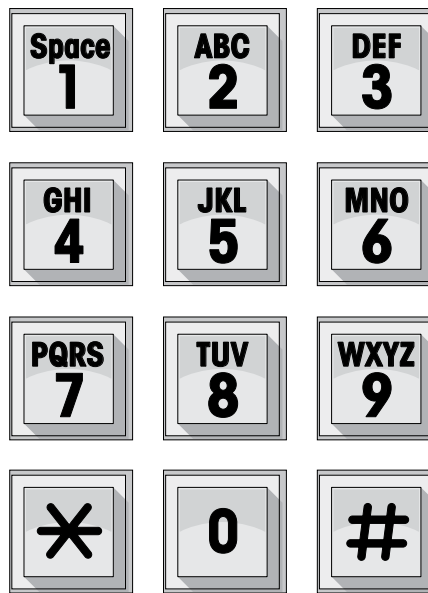 Space ABC DEF
1 2 3
GHI JKL MNO
4 5 6
PQRS TUV WXYZ
7 8 9
* 0 #